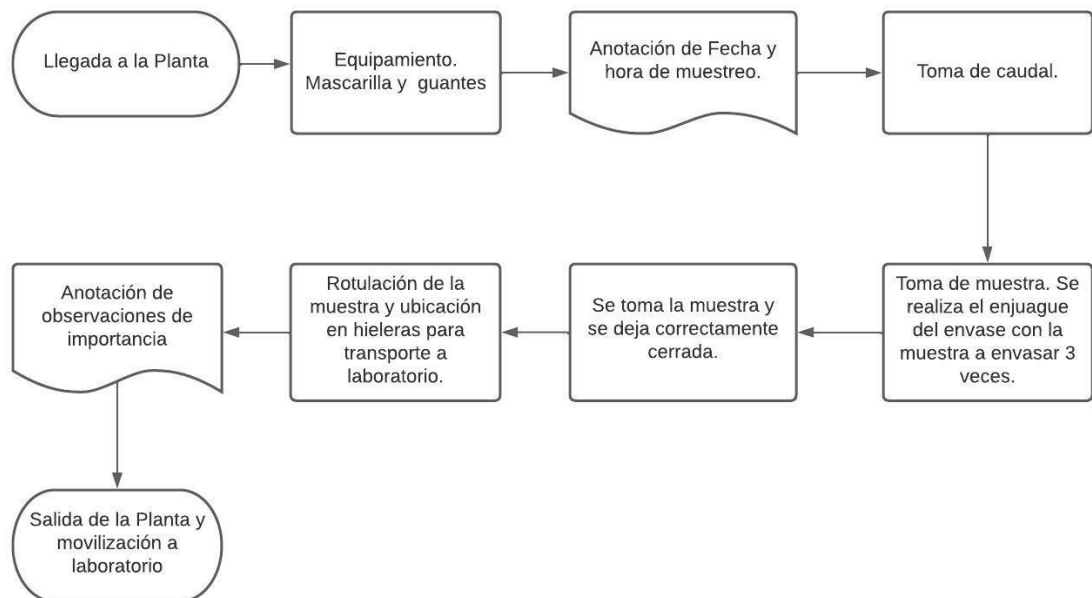 Llegada a la Planta
Equipamiento.
Mascarilla y guantes
Anotación de Fecha y
hora de muestreo.
Toma de caudal.
Toma de muestra. Se
realiza el enjuague
del envase con la
muestra a envasar 3
veces.
Se toma la muestra y
se deja correctamente
cerrada.
Rotulación de la
muestra y ubicación
en hieleras para
transporte a
laboratorio.
Anotación de
observaciones de
importancia
Salida de la Planta y
movilización a
laboratorio